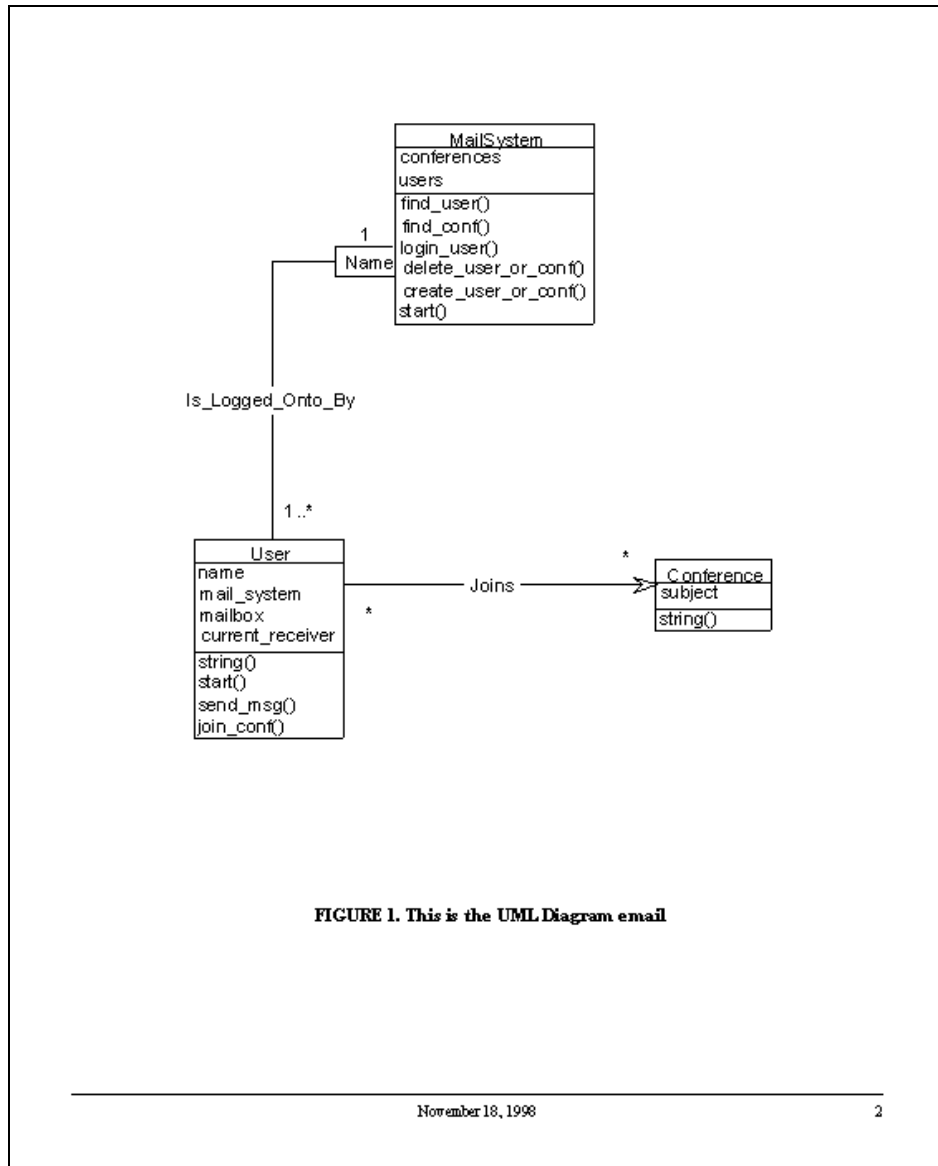 MailSystem
conferences
users
find_user()
find_conf()
login_user()
delete_user_or_conf()
create_user_or_conf()
start()
1
Name
Is_Logged_Onto_By
1..*
User
name
mail_system
mailbox
current_receiver
string()
start()
send_msg()
join_conf()
*
Joins
*
Conference
subject
string()
FIGURE 1. This is the UML Diagram email
November 18, 1998
2